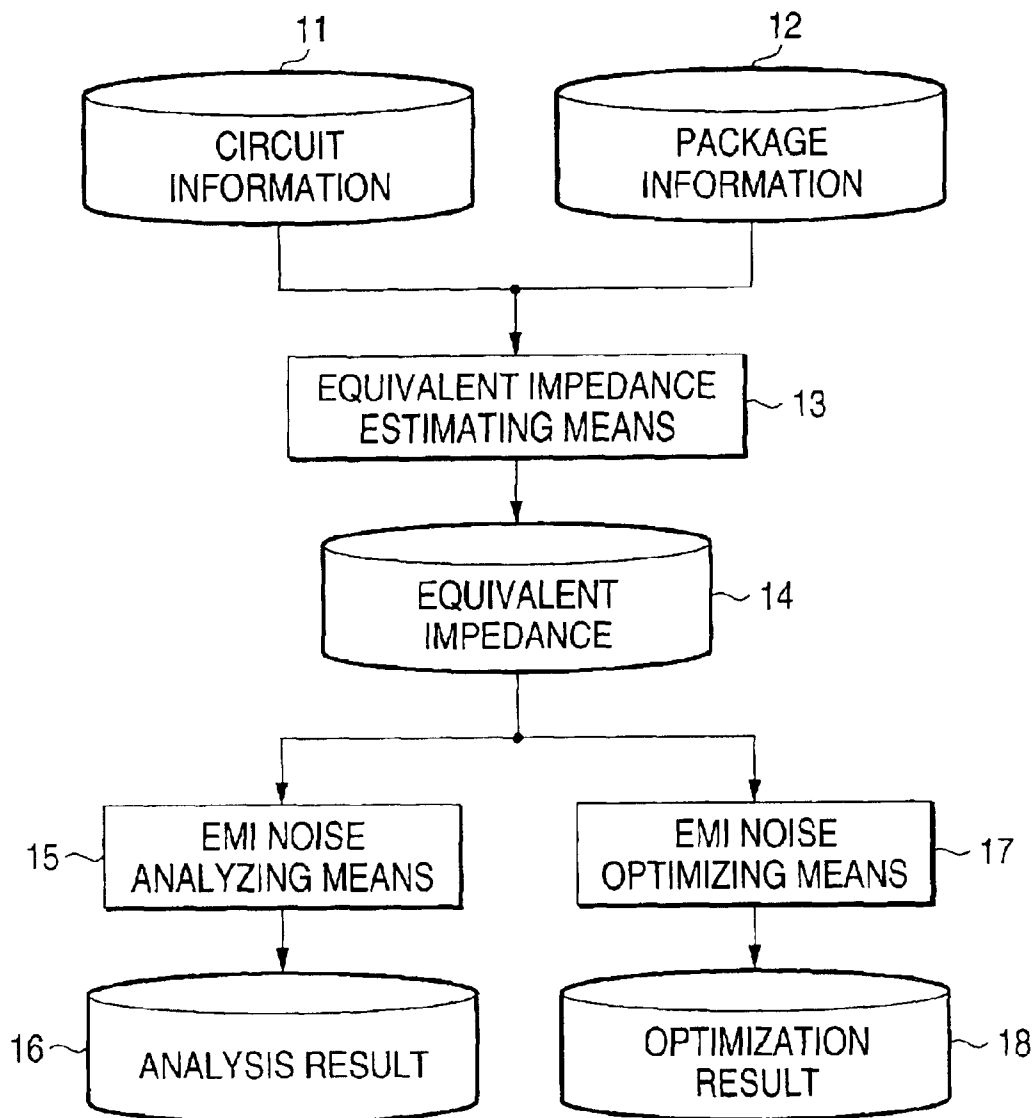 11
12
CIRCUIT
INFORMATION
PACKAGE
INFORMATION
EQUIVALENT IMPEDANCE
ESTIMATING MEANS
13
EQUIVALENT
IMPEDANCE
14
15
EMI NOISE
ANALYZING MEANS
EMI NOISE
OPTIMIZING MEANS
17
16
ANALYSIS RESULT
OPTIMIZATION
RESULT
18